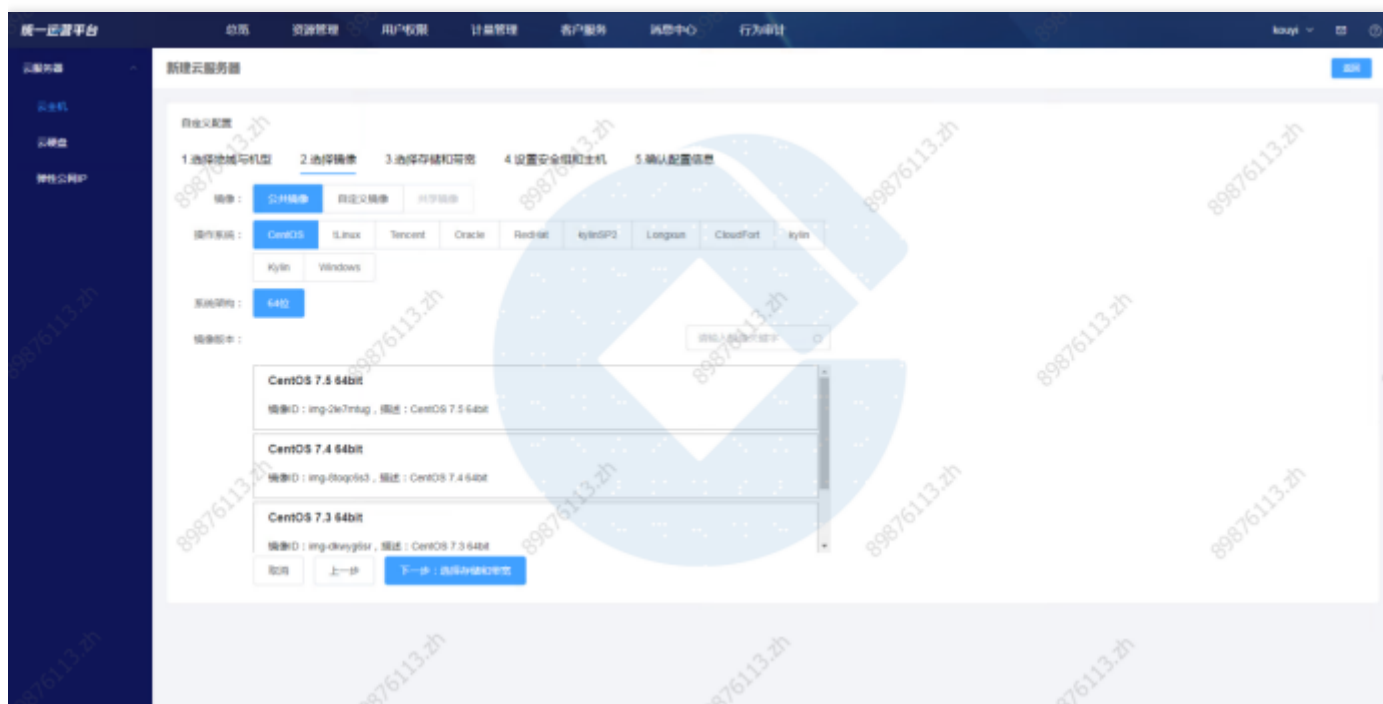 统一运营平台 总览 资源管理 用户权限 计量管理 客户服务 消息中心 行为审计 kouyi
云服务器 新建云服务器 返回
云主机
云硬盘
弹性公网IP
自定义配置
1.选择地域与机型 2.选择镜像 3.选择存储和带宽 4.设置安全组和主机 5.确认配置信息
镜像： 公共镜像 自定义镜像 共享镜像
操作系统： CentOS tLinux Tencent Oracle RedHat kylinSP2 Longxun CloudFort kylin
Kylin Windows
系统架构： 64位
镜像版本： 请输入镜像关键字
CentOS 7.5 64bit
镜像ID：，描述：CentOS 7.5 64bit
CentOS 7.4 64bit
镜像ID：，描述：CentOS 7.4 64bit
CentOS 7.3 64bit
镜像ID：，描述：CentOS 7.3 64bit
取消 上一步 下一步：选择存储和带宽
89876113.zh